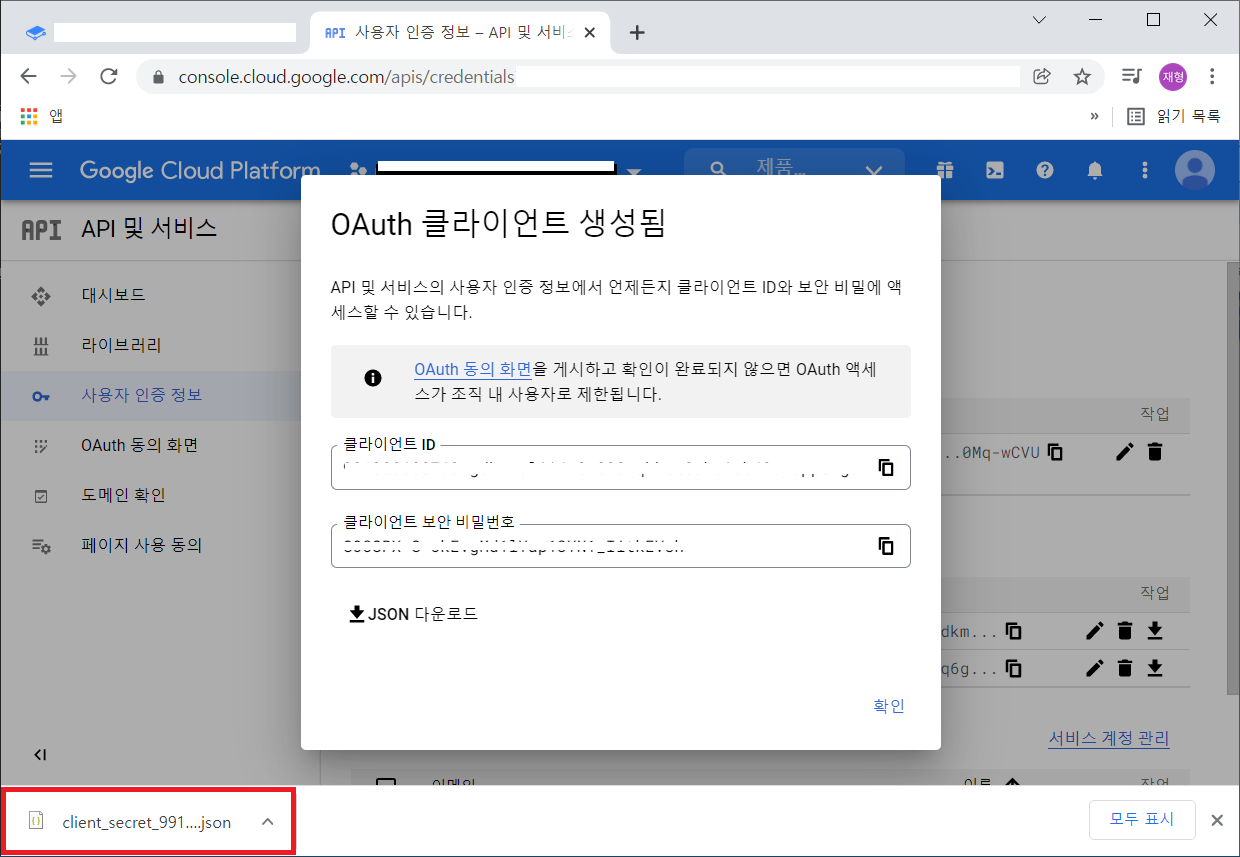 API 사용자 인증 정보 – API 및 서비스
console.cloud.google.com/apis/credentials
재형
앱
»
읽기 목록
Google Cloud Platform
제품...
API API 및 서비스
대시보드
라이브러리
사용자 인증 정보
OAuth 동의 화면
도메인 확인
페이지 사용 동의
OAuth 클라이언트 생성됨
API 및 서비스의 사용자 인증 정보에서 언제든지 클라이언트 ID와 보안 비밀에 액
세스할 수 있습니다.
OAuth 동의 화면을 게시하고 확인이 완료되지 않으면 OAuth 액세
스가 조직 내 사용자로 제한됩니다.
클라이언트 ID
클라이언트 보안 비밀번호
JSON 다운로드
확인
작업
..0Mq-wCVU
작업
dkm...
q6g...
서비스 계정 관리
이메일
이름
작업
client_secret_991....json
모두 표시